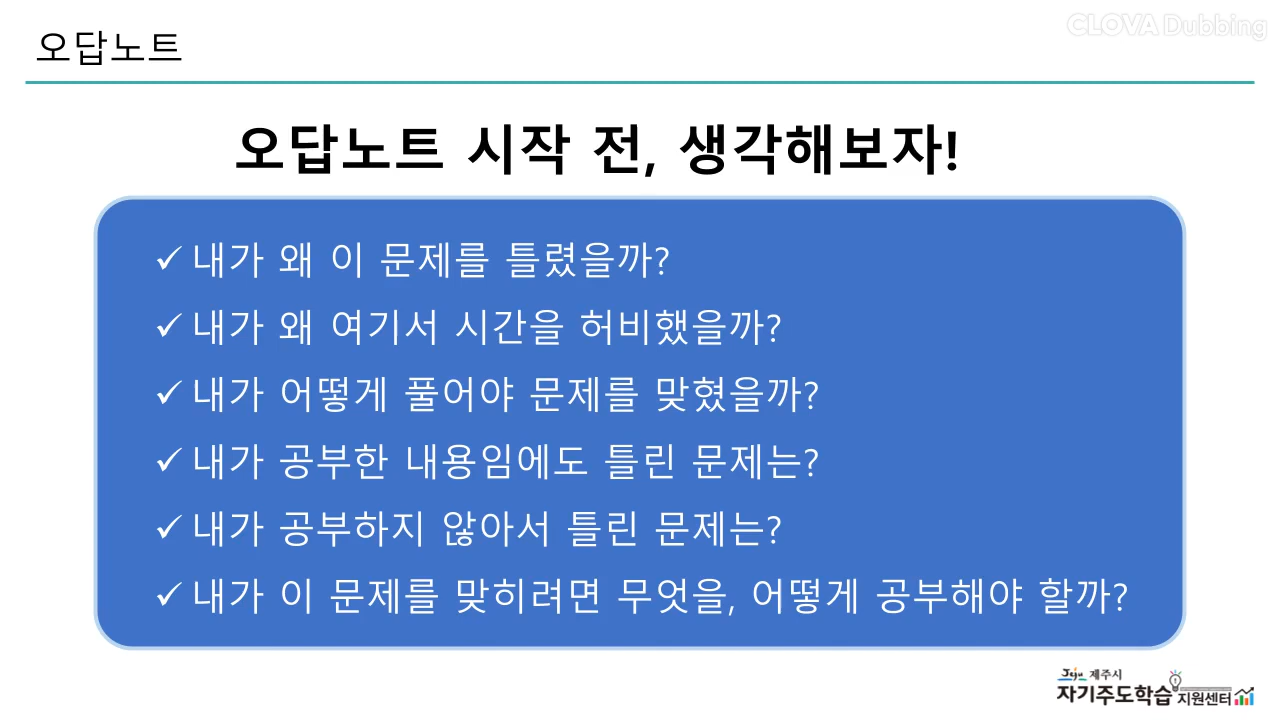 오답노트
CLOVA Dubbing
오답노트 시작 전, 생각해보자!
✓ 내가 왜 이 문제를 틀렸을까?
✓ 내가 왜 여기서 시간을 허비했을까?
✓ 내가 어떻게 풀어야 문제를 맞혔을까?
✓ 내가 공부한 내용임에도 틀린 문제는?
✓ 내가 공부하지 않아서 틀린 문제는?
✓ 내가 이 문제를 맞히려면 무엇을, 어떻게 공부해야 할까?
Jeju 제주시
자기주도학습 지원센터